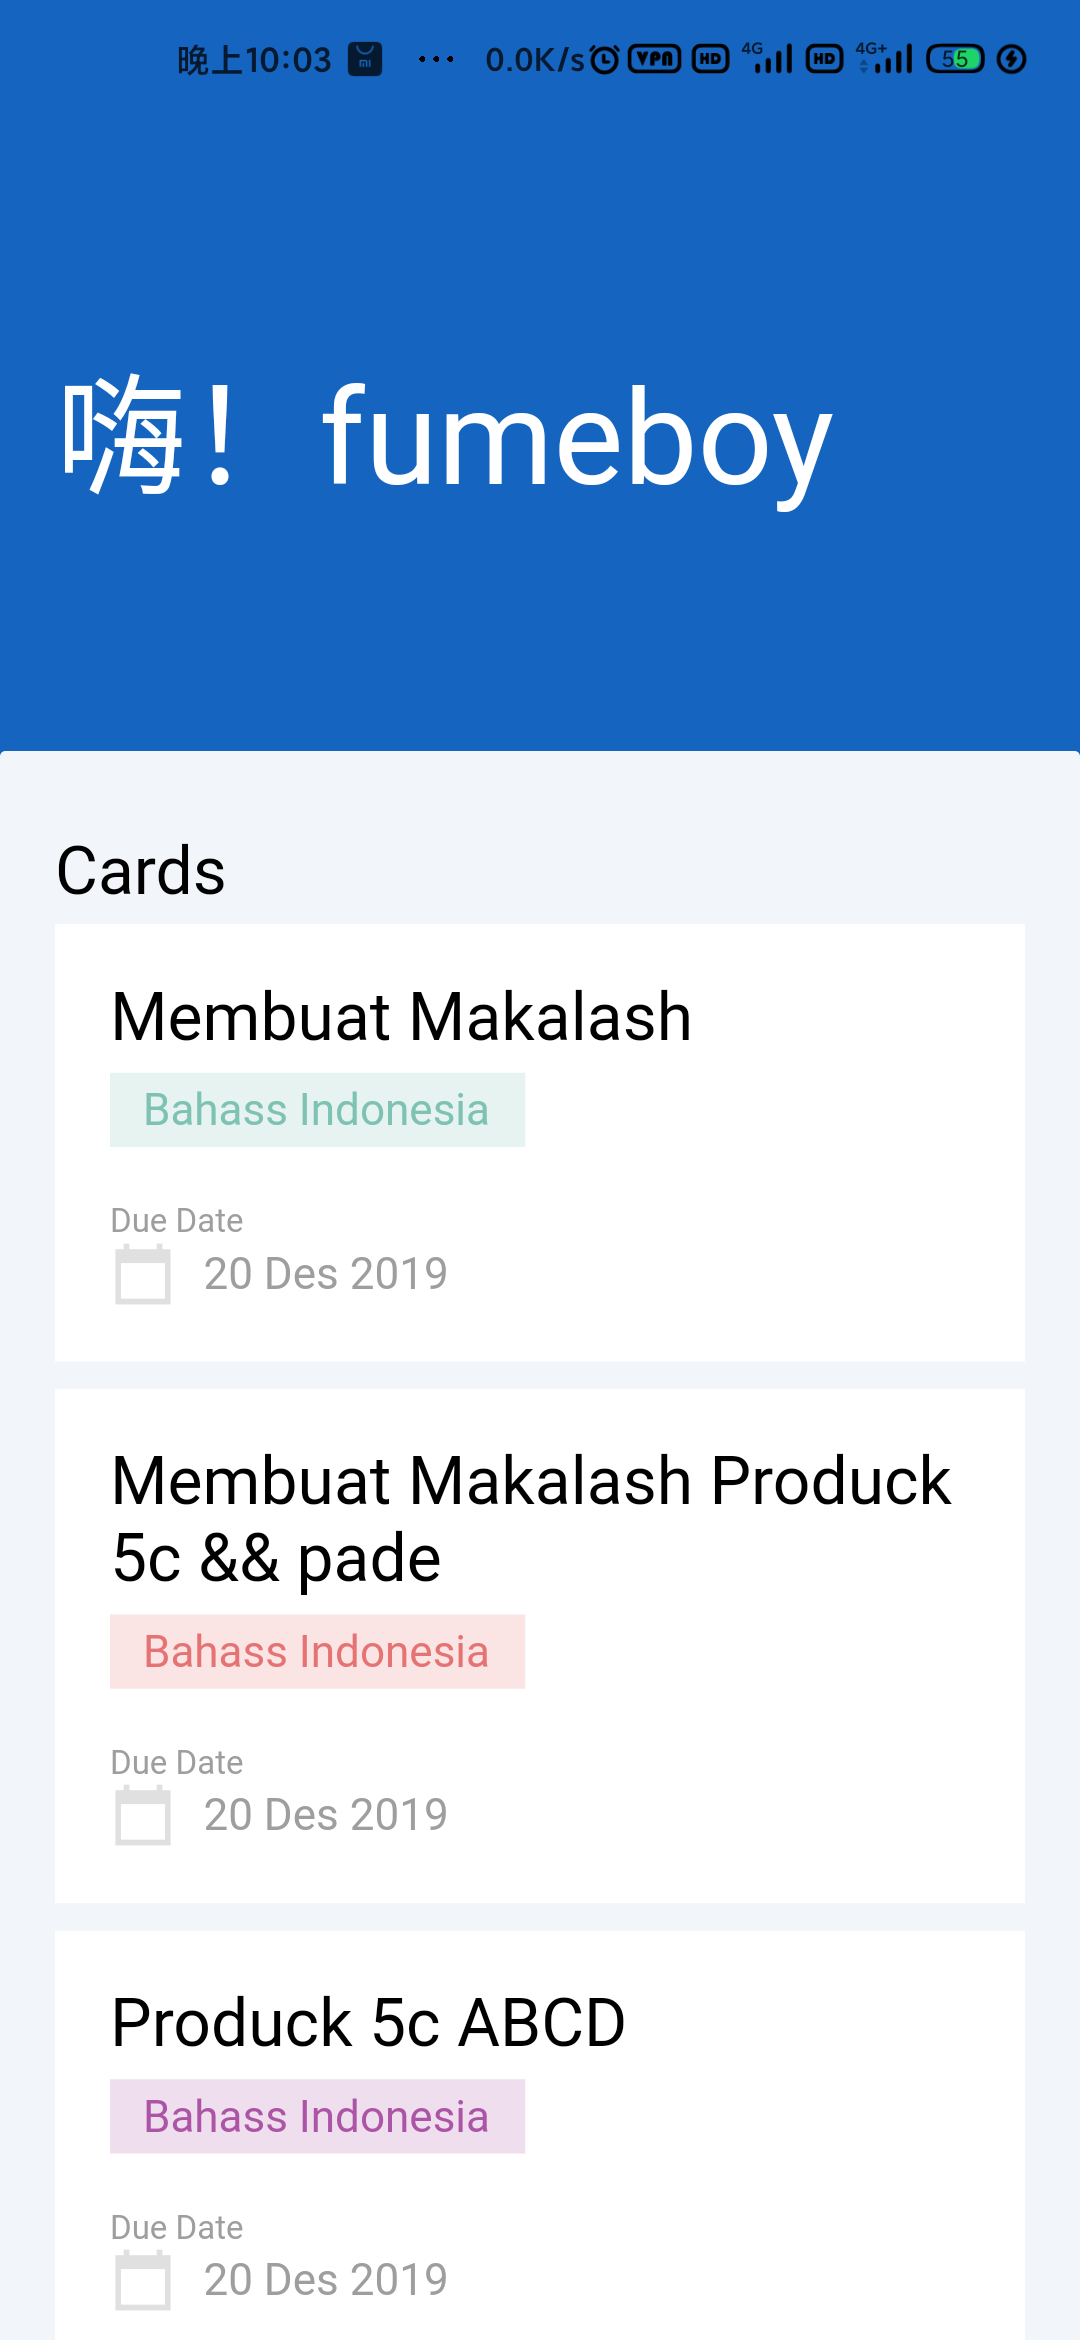 晚上10:03 mi ... 0.0K/s VPN HD 4G HD 4G+ 55
嗨！fumeboy
Cards
Membuat Makalash
Bahass Indonesia
Due Date
20 Des 2019
Membuat Makalash Produck
5c && pade
Bahass Indonesia
Due Date
20 Des 2019
Produck 5c ABCD
Bahass Indonesia
Due Date
20 Des 2019